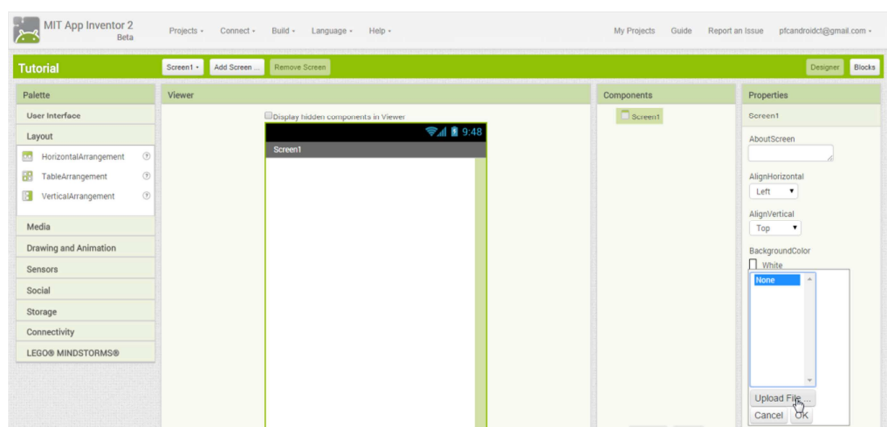 MIT App Inventor 2
Beta
Projects Connect Build Language Help
My Projects Guide Report an Issue pfcandroidct@gmail.com
Tutorial Screen1 Add Screen ... Remove Screen Designer Blocks
Palette Viewer Components Properties
User Interface
Display hidden components in Viewer
Screen1
Screen1
Layout
9:48
Screen1
AboutScreen
HorizontalArrangement ?
TableArrangement ?
VerticalArrangement ?
AlignHorizontal
Left
AlignVertical
Top
Media
Drawing and Animation
Sensors
Social
Storage
Connectivity
LEGO® MINDSTORMS®
BackgroundColor
White
None
Upload File ...
Cancel OK